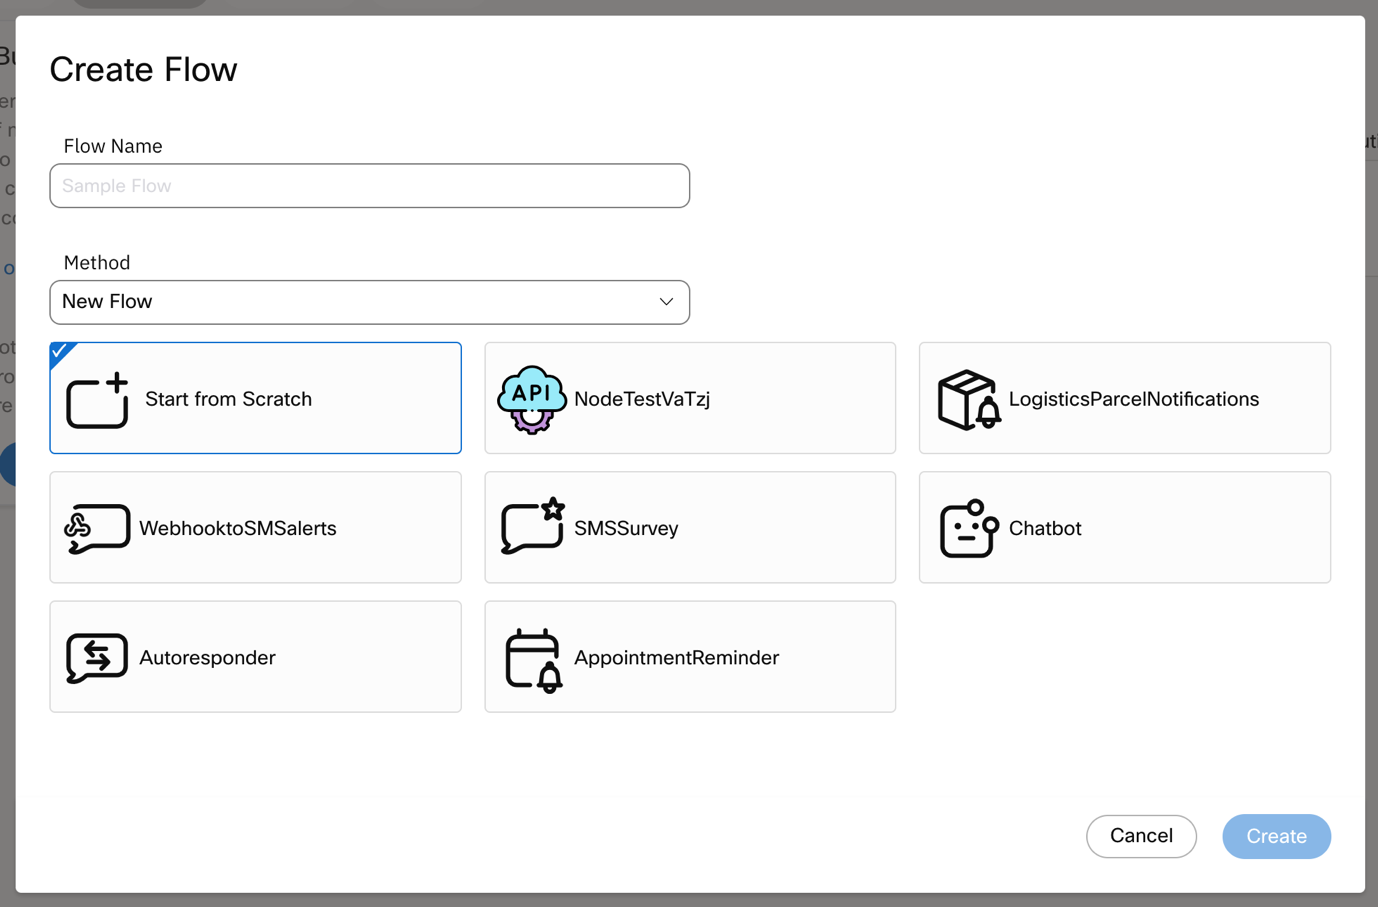 Create Flow
Flow Name
Sample Flow
Method
New Flow
Start from Scratch
API
NodeTestVaTzj
LogisticsParcelNotifications
WebhooktoSMSalerts
SMSSurvey
Chatbot
Autoresponder
AppointmentReminder
Cancel
Create